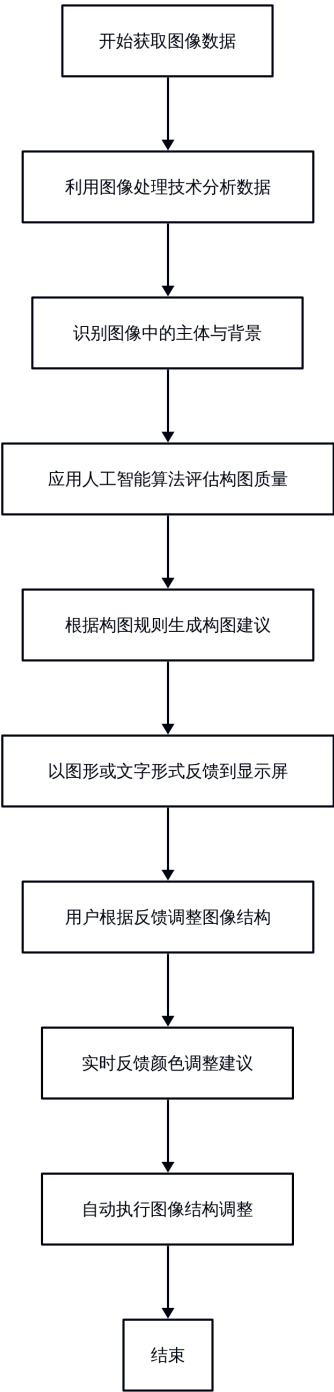 开始获取图像数据
利用图像处理技术分析数据
识别图像中的主体与背景
应用人工智能算法评估构图质量
根据构图规则生成构图建议
以图形或文字形式反馈到显示屏
用户根据反馈调整图像结构
实时反馈颜色调整建议
自动执行图像结构调整
结束